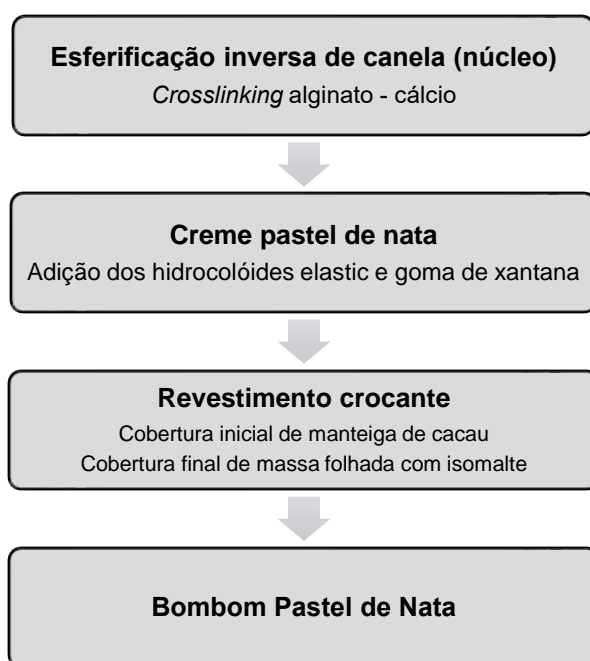 Esferificação inversa de canela (núcleo)
Crosslinking alginato - cálcio
Creme pastel de nata
Adição dos hidrocolóides elastic e goma de xantana
Revestimento crocante
Cobertura inicial de manteiga de cacau
Cobertura final de massa folhada com isomalte
Bombom Pastel de Nata